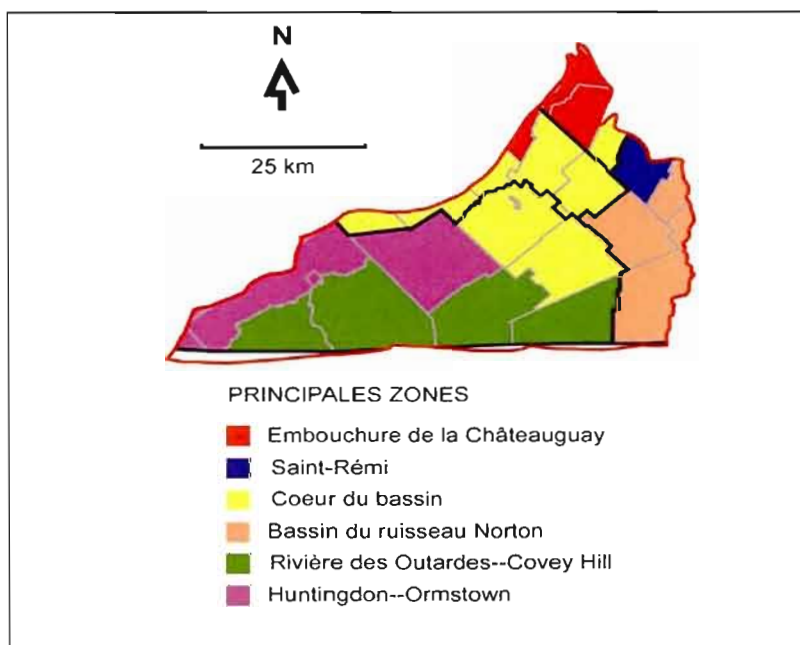 N
25 km
PRINCIPALES ZONES
Embouchure de la Châteauguay
Saint-Rémi
Coeur du bassin
Bassin du ruisseau Norton
Rivière des Outardes--Covey Hill
Huntingdon--Ormstown